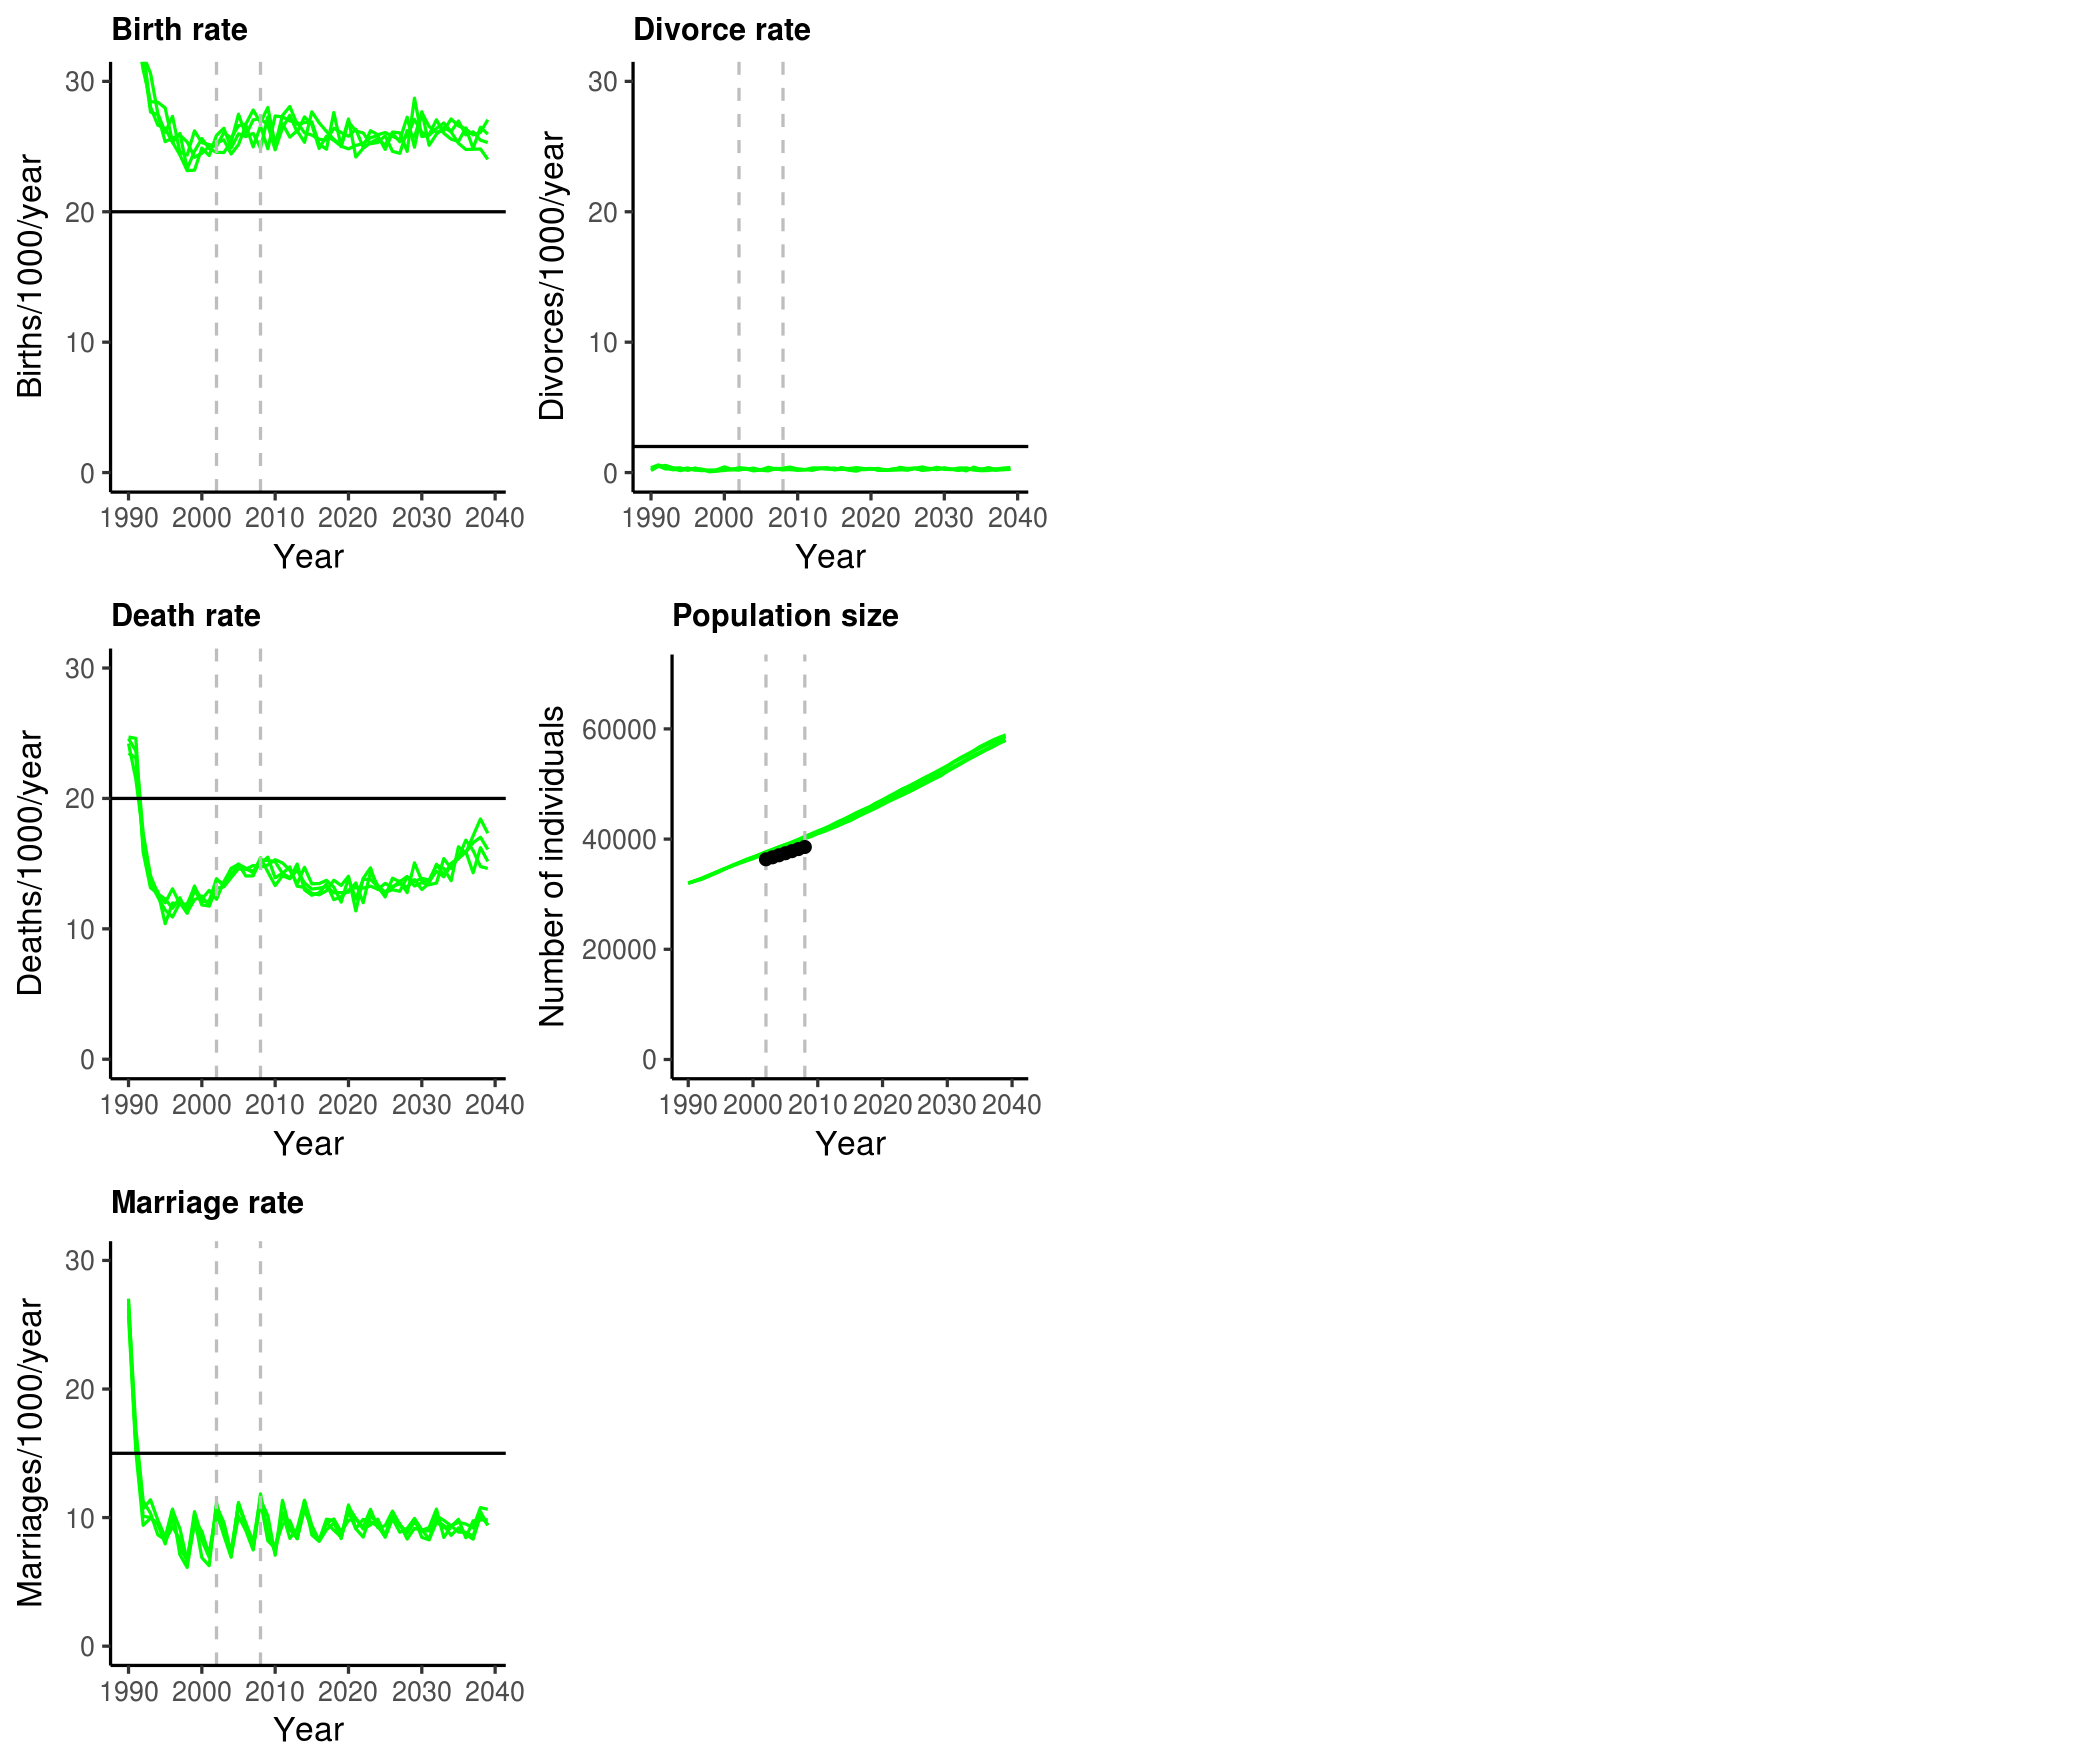 Birth rate
Births/1000/year
30
20
10
0
1990 2000 2010 2020 2030 2040
Year
Divorce rate
Divorces/1000/year
30
20
10
0
1990 2000 2010 2020 2030 2040
Year
Death rate
Deaths/1000/year
30
20
10
0
1990 2000 2010 2020 2030 2040
Year
Population size
Number of individuals
60000
40000
20000
0
1990 2000 2010 2020 2030 2040
Year
Marriage rate
Marriages/1000/year
30
20
10
0
1990 2000 2010 2020 2030 2040
Year